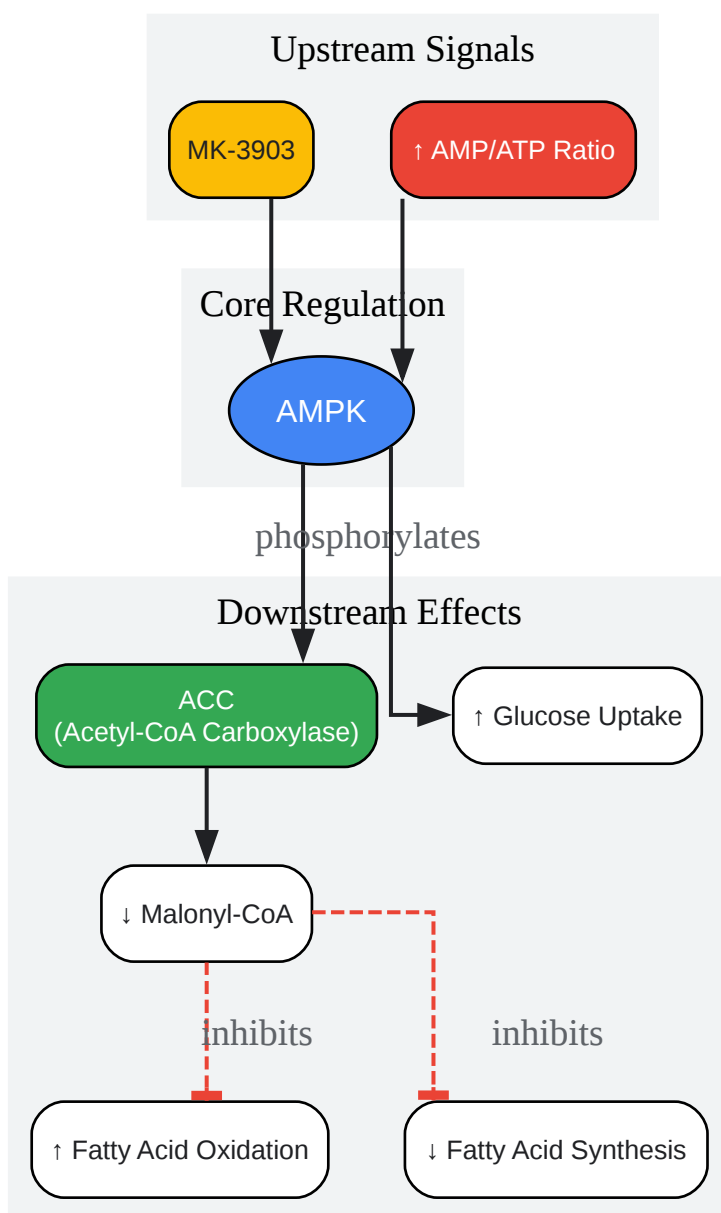 Upstream Signals
MK-3903
↑ AMP/ATP Ratio
Core Regulation
AMPK
phosphorylates
Downstream Effects
ACC
(Acetyl-CoA Carboxylase)
↑ Glucose Uptake
↓ Malonyl-CoA
inhibits
inhibits
↑ Fatty Acid Oxidation
↓ Fatty Acid Synthesis